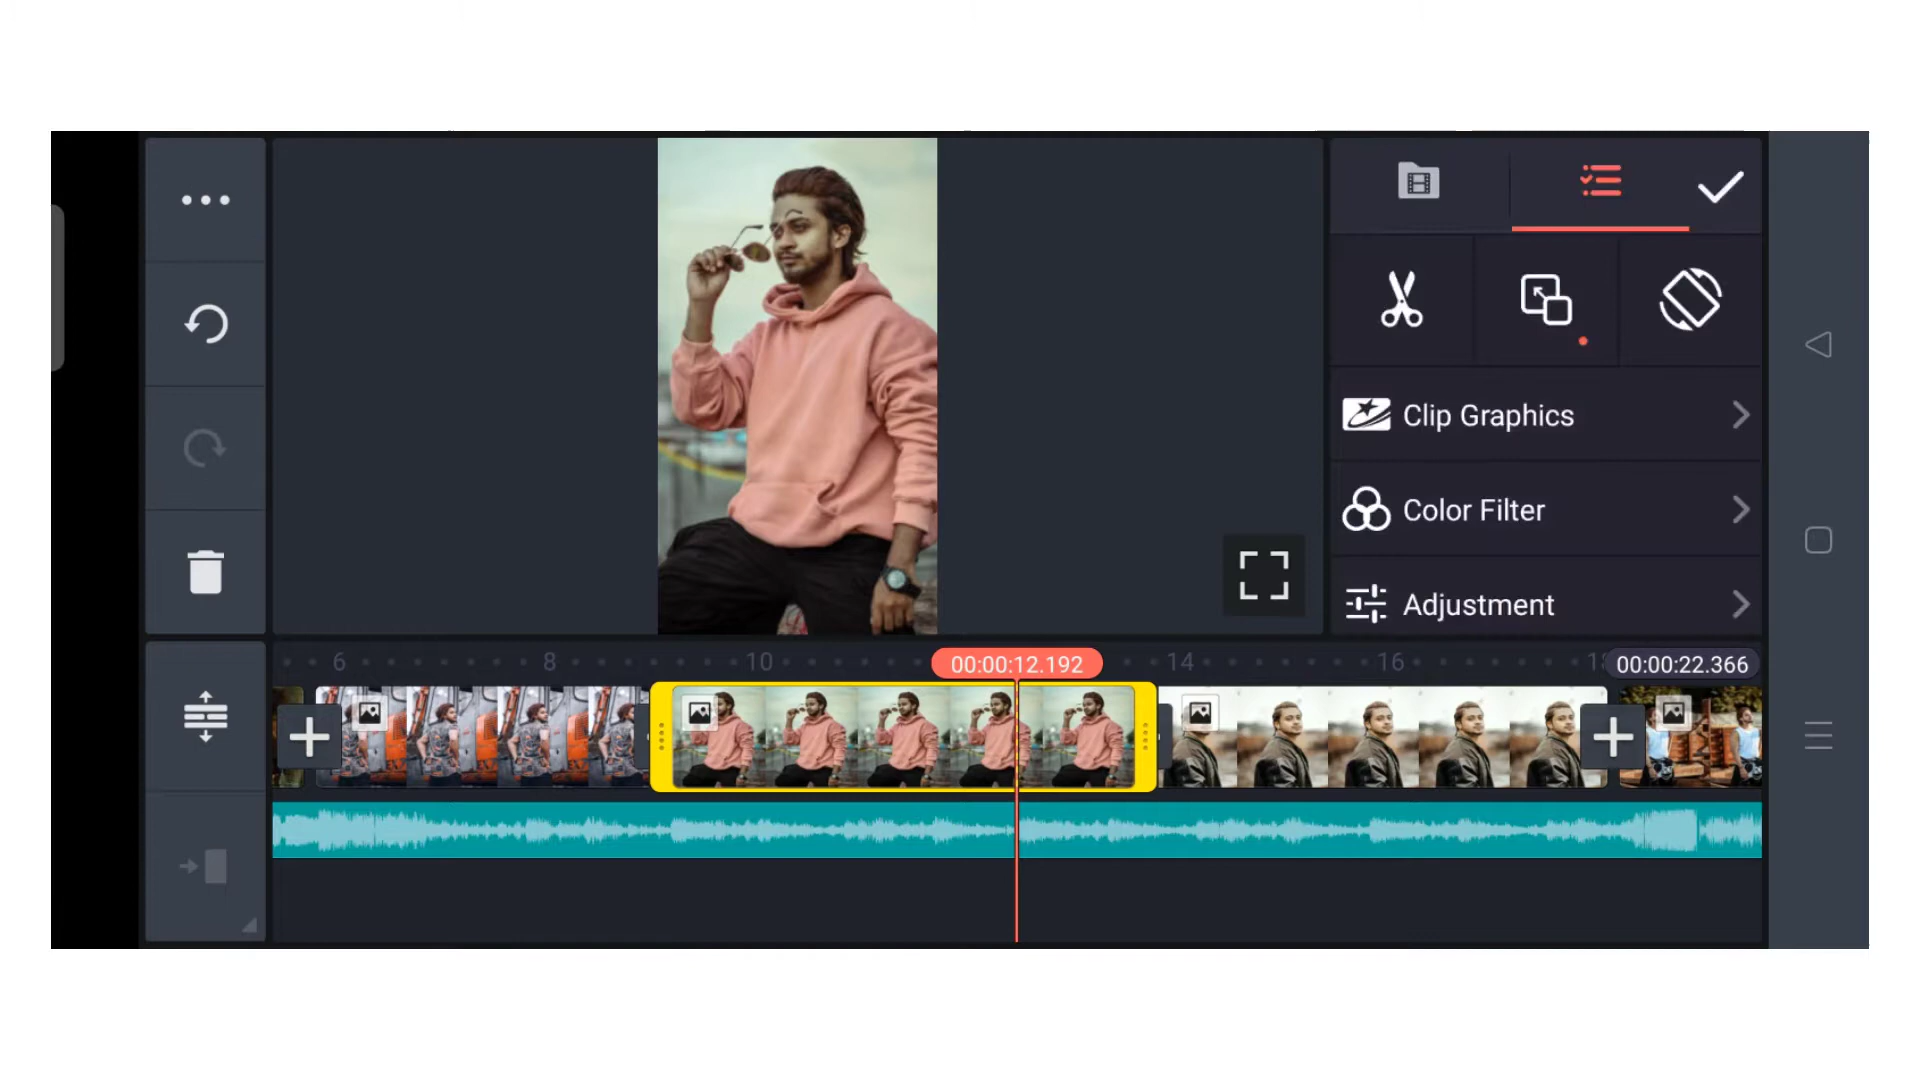 Clip Graphics
Color Filter
Adjustment
6 8 10 00:00:12.192 14 16 00:00:22.366